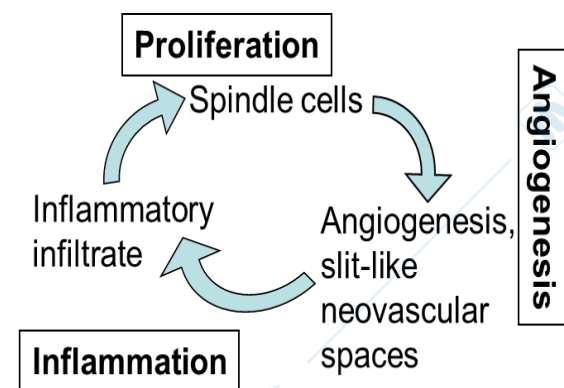 Proliferation
Spindle cells
Angiogenesis
Inflammatory
infiltrate
Angiogenesis,
slit-like
neovascular
spaces
Inflammation